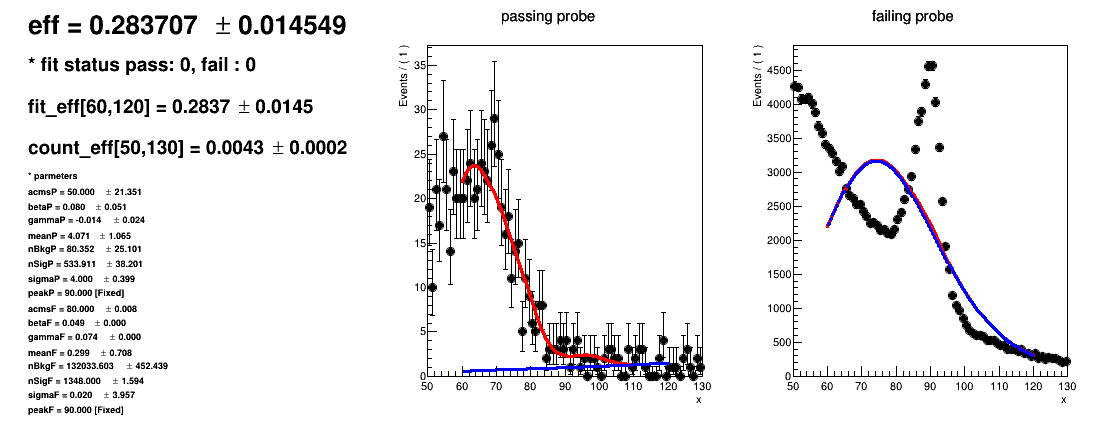 eff = 0.283707 ± 0.014549
* fit status pass: 0, fail : 0
fit_eff[60,120] = 0.2837 ± 0.0145
count_eff[50,130] = 0.0043 ± 0.0002
* parmeters
acmsP = 50.000 ± 21.351
betaP = 0.080 ± 0.051
gammaP = -0.014 ± 0.024
meanP = 4.071 ± 1.065
nBkgP = 80.352 ± 25.101
nSigP = 533.911 ± 38.201
sigmaP = 4.000 ± 0.399
peakP = 90.000 [Fixed]
acmsF = 80.000 ± 0.008
betaF = 0.049 ± 0.000
gammaF = 0.074 ± 0.000
meanF = 0.299 ± 0.708
nBkgF = 132033.603 ± 452.439
nSigF = 1348.000 ± 1.594
sigmaF = 0.020 ± 3.957
peakF = 90.000 [Fixed]
passing probe
Events / ( 1 )
35
30
25
20
15
10
5
0
50 60 70 80 90 100 110 120 130
x
failing probe
Events / ( 1 )
4500
4000
3500
3000
2500
2000
1500
1000
500
0
50 60 70 80 90 100 110 120 130
x